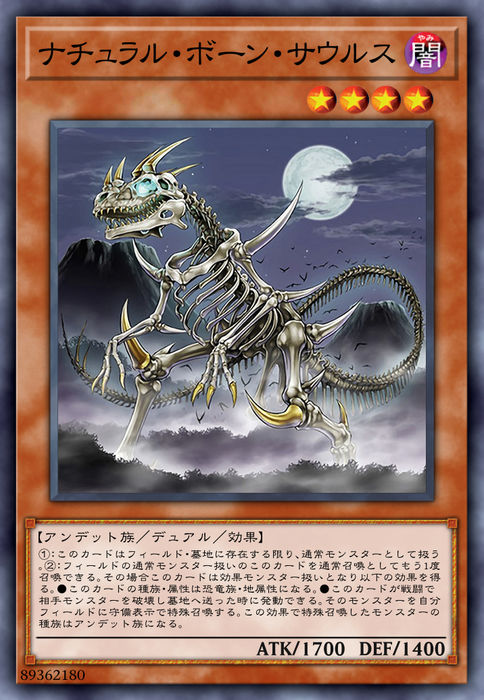 ナチュラル・ボーン・サウルス
やみ
闇
【アンデット族／デュアル／効果】
①:このカードはフィールド・墓地に存在する限り、通常モンスターとして扱う
。②:フィールドの通常モンスター扱いのこのカードを通常召喚としてもう1度
召喚できる。その場合このカードは効果モンスター扱いとなり以下の効果を得
る。●このカードの種族・属性は恐竜族・地属性になる。●このカードが戦闘で
相手モンスターを破壊し墓地へ送った時に発動できる。そのモンスターを自分
フィールドに守備表示で特殊召喚する。この効果で特殊召喚したモンスターの
種族はアンデット族になる。
ATK/1700 DEF/1400
89362180